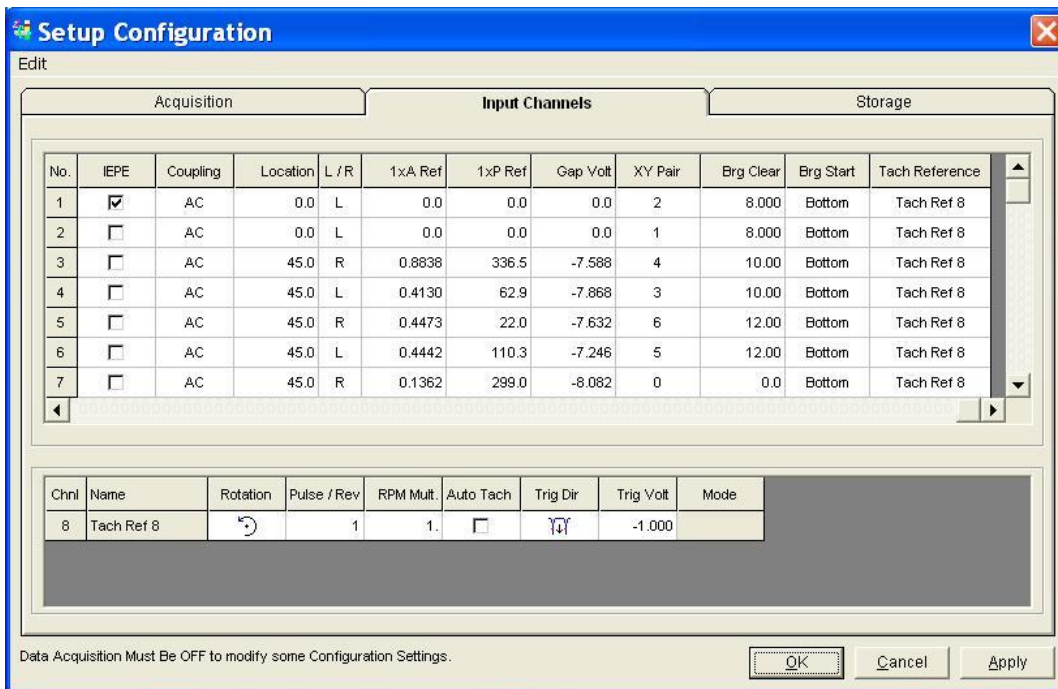 Setup Configuration
Edit
Acquisition Input Channels Storage
No. IEPE Coupling Location L / R 1xA Ref 1xP Ref Gap Volt XY Pair Brg Clear Brg Start Tach Reference
1 AC 0.0 L 0.0 0.0 0.0 2 8.000 Bottom Tach Ref 8
2 AC 0.0 L 0.0 0.0 0.0 1 8.000 Bottom Tach Ref 8
3 AC 45.0 R 0.8838 336.5 -7.588 4 10.00 Bottom Tach Ref 8
4 AC 45.0 L 0.4130 62.9 -7.868 3 10.00 Bottom Tach Ref 8
5 AC 45.0 R 0.4473 22.0 -7.632 6 12.00 Bottom Tach Ref 8
6 AC 45.0 L 0.4442 110.3 -7.246 5 12.00 Bottom Tach Ref 8
7 AC 45.0 R 0.1362 299.0 -8.082 0 0.0 Bottom Tach Ref 8
Chnl Name Rotation Pulse / Rev RPM Mult. Auto Tach Trig Dir Trig Volt Mode
8 Tach Ref 8 1 1. -1.000
Data Acquisition Must Be OFF to modify some Configuration Settings.
OK Cancel Apply